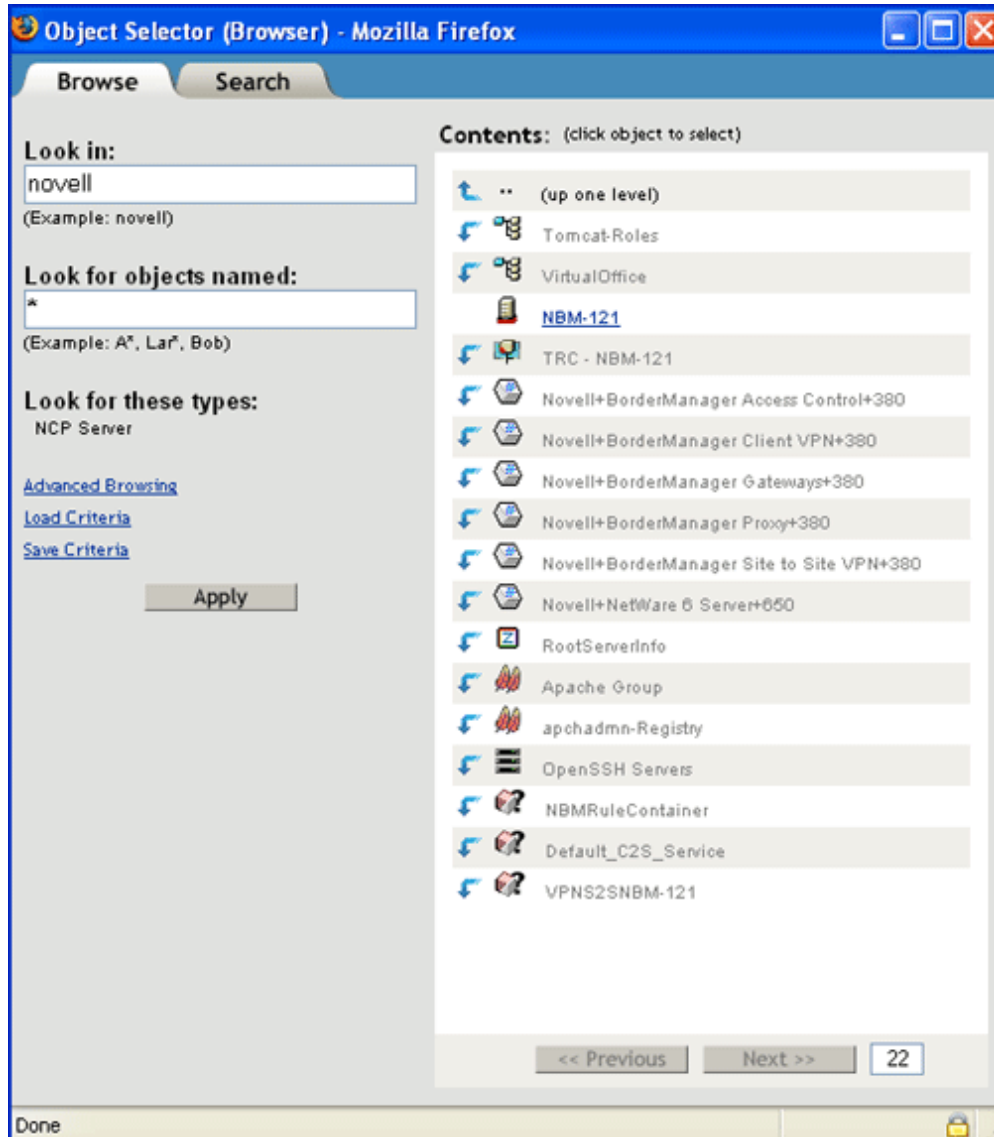 Object Selector (Browser) - Mozilla Firefox
Browse
Search
Look in:
novell
(Example: novell)
Look for objects named:
*
(Example: A*, Lar*, Bob)
Look for these types:
NCP Server
Advanced Browsing
Load Criteria
Save Criteria
Apply
Contents: (click object to select)
.. (up one level)
Tomcat-Roles
VirtualOffice
NBM-121
TRC - NBM-121
Novell+BorderManager Access Control+380
Novell+BorderManager Client VPN+380
Novell+BorderManager Gateways+380
Novell+BorderManager Proxy+380
Novell+BorderManager Site to Site VPN+380
Novell+NetWare 6 Server+650
RootServerInfo
Apache Group
apchadmn-Registry
OpenSSH Servers
NBMRuleContainer
Default_C2S_Service
VPNS2SNBM-121
<< Previous
Next >>
22
Done